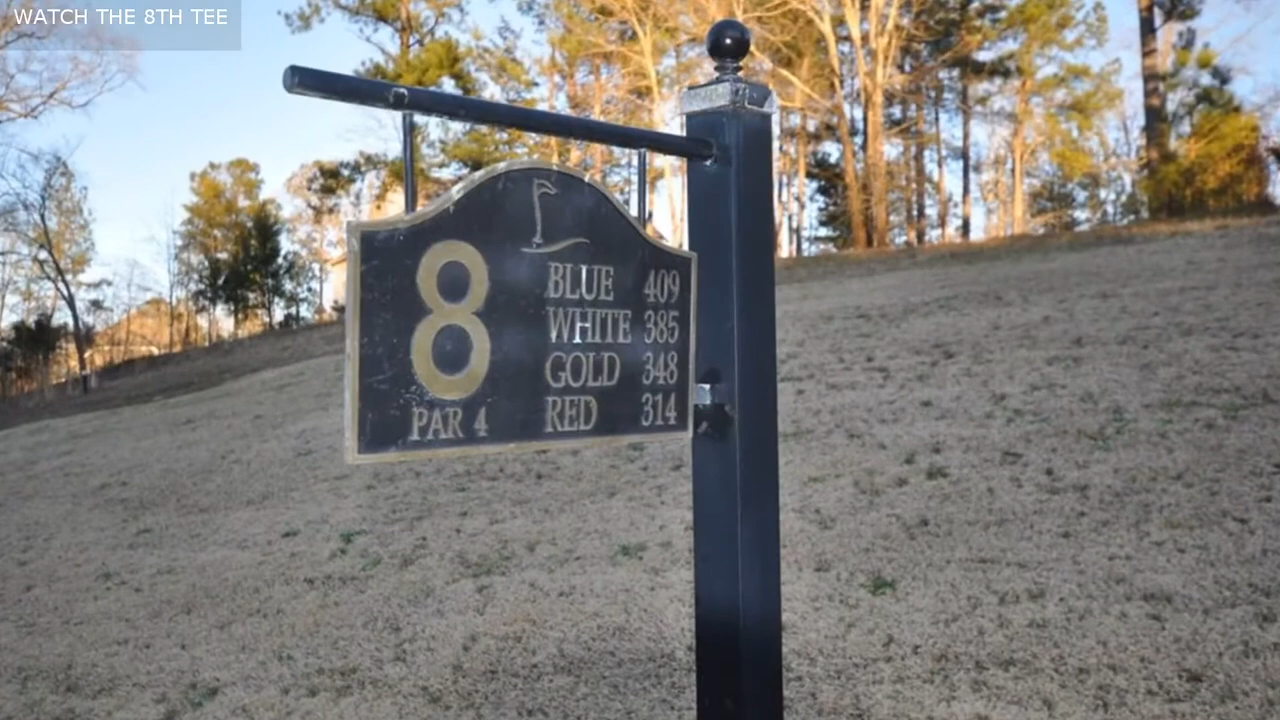 WATCH THE 8TH TEE
8
PAR 4
BLUE 409
WHITE 385
GOLD 348
RED 314